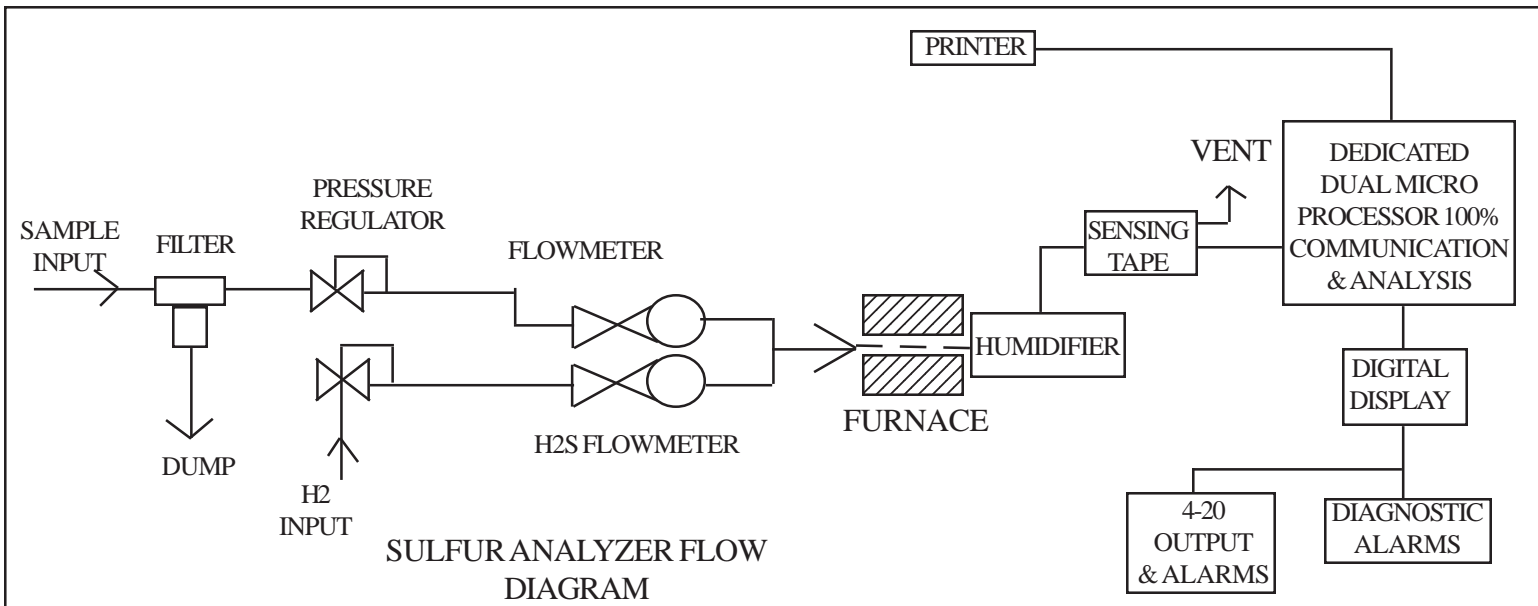 PRINTER
VENT
DEDICATED
DUAL MICRO
PROCESSOR 100%
COMMUNICATION
& ANALYSIS
PRESSURE
REGULATOR
SAMPLE
INPUT
FILTER
FLOWMETER
SENSING
TAPE
HUMIDIFIER
DIGITAL
DISPLAY
FURNACE
H2S FLOWMETER
DUMP
H2
INPUT
4-20
OUTPUT
& ALARMS
DIAGNOSTIC
ALARMS
SULFUR ANALYZER FLOW
DIAGRAM